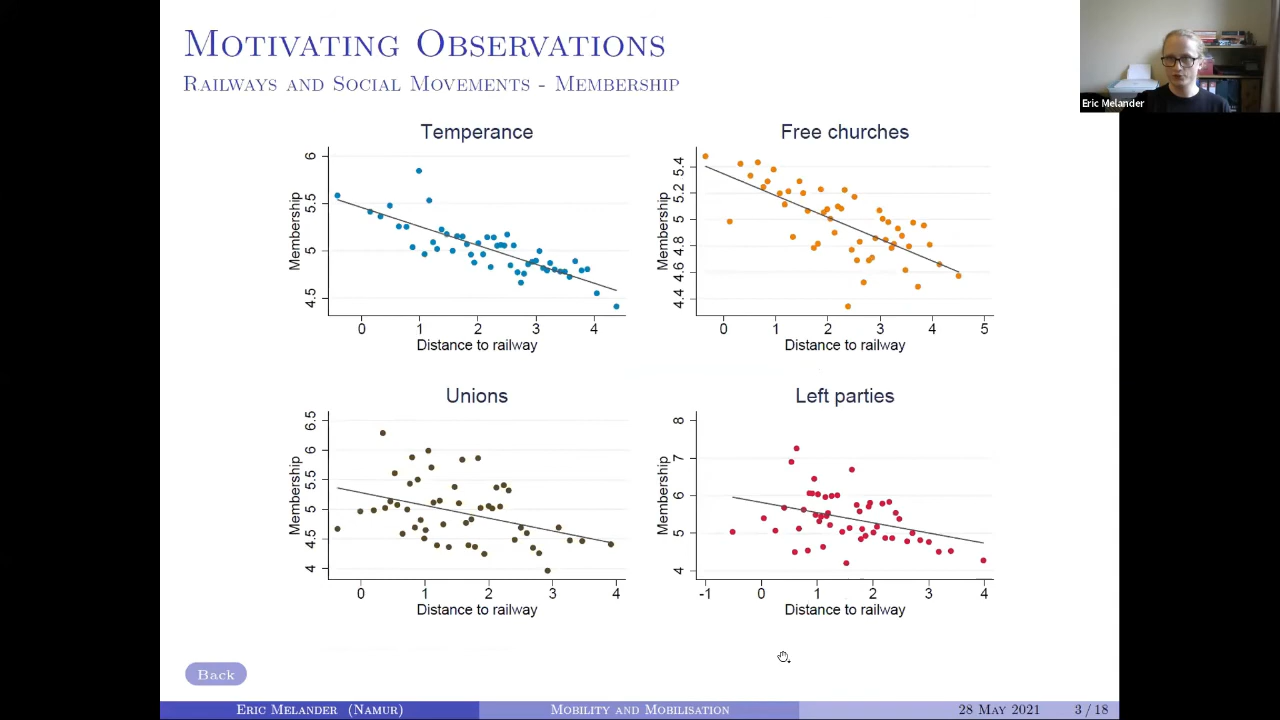 MOTIVATING OBSERVATIONS
RAILWAYS AND SOCIAL MOVEMENTS - MEMBERSHIP
Eric Melander
Temperance
Membership
6
5.5
5
4.5
0 1 2 3 4
Distance to railway
Free churches
Membership
5.4
5.2
5
4.8
4.6
4.4
0 1 2 3 4 5
Distance to railway
Unions
Membership
6.5
6
5.5
5
4.5
4
0 1 2 3 4
Distance to railway
Left parties
Membership
8
7
6
5
4
-1 0 1 2 3 4
Distance to railway
Back
ERIC MELANDER (NAMUR) MOBILITY AND MOBILISATION 28 MAY 2021 3 / 18